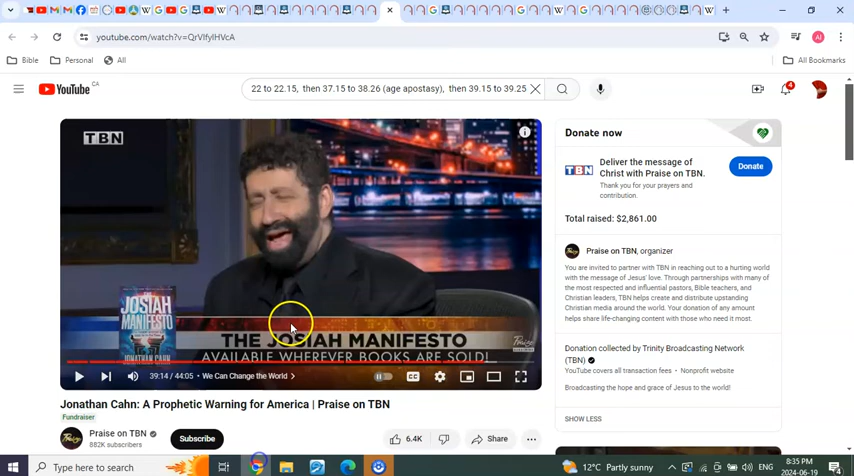 youtube.com/watch?v=QrVIfylHVcA
Bible
Personal
All
All Bookmarks
YouTube CA
22 to 22.15, then 37.15 to 38.26 (age apostasy), then 39.15 to 39.25
4
TBN
THE JOSIAH MANIFESTO
JONATHAN CAHN
THE JOSIAH MANIFESTO
AVAILABLE WHEREVER BOOKS ARE SOLD!
Praise
39:14 / 44:05 • We Can Change the World
Jonathan Cahn: A Prophetic Warning for America | Praise on TBN
Fundraiser
Praise on TBN
882K subscribers
Subscribe
6.4K
Share
Donate now
TBN
Deliver the message of
Christ with Praise on TBN.
Thank you for your prayers and
contribution.
Donate
Total raised: $2,861.00
Praise on TBN, organizer
You are invited to partner with TBN in reaching out to a hurting world
with the message of Jesus' love. Through partnerships with many of
the most respected and influential pastors, Bible teachers, and
Christian leaders, TBN helps create and distribute upstanding
Christian media around the world. Your donation of any amount
helps share life-changing content with those who need it most.
Donation collected by Trinity Broadcasting Network
(TBN)
YouTube covers all transaction fees • Nonprofit website
Broadcasting the hope and grace of Jesus to the world!
SHOW LESS
Type here to search
12°C Partly sunny
ENG
8:35 PM
2024-06-19